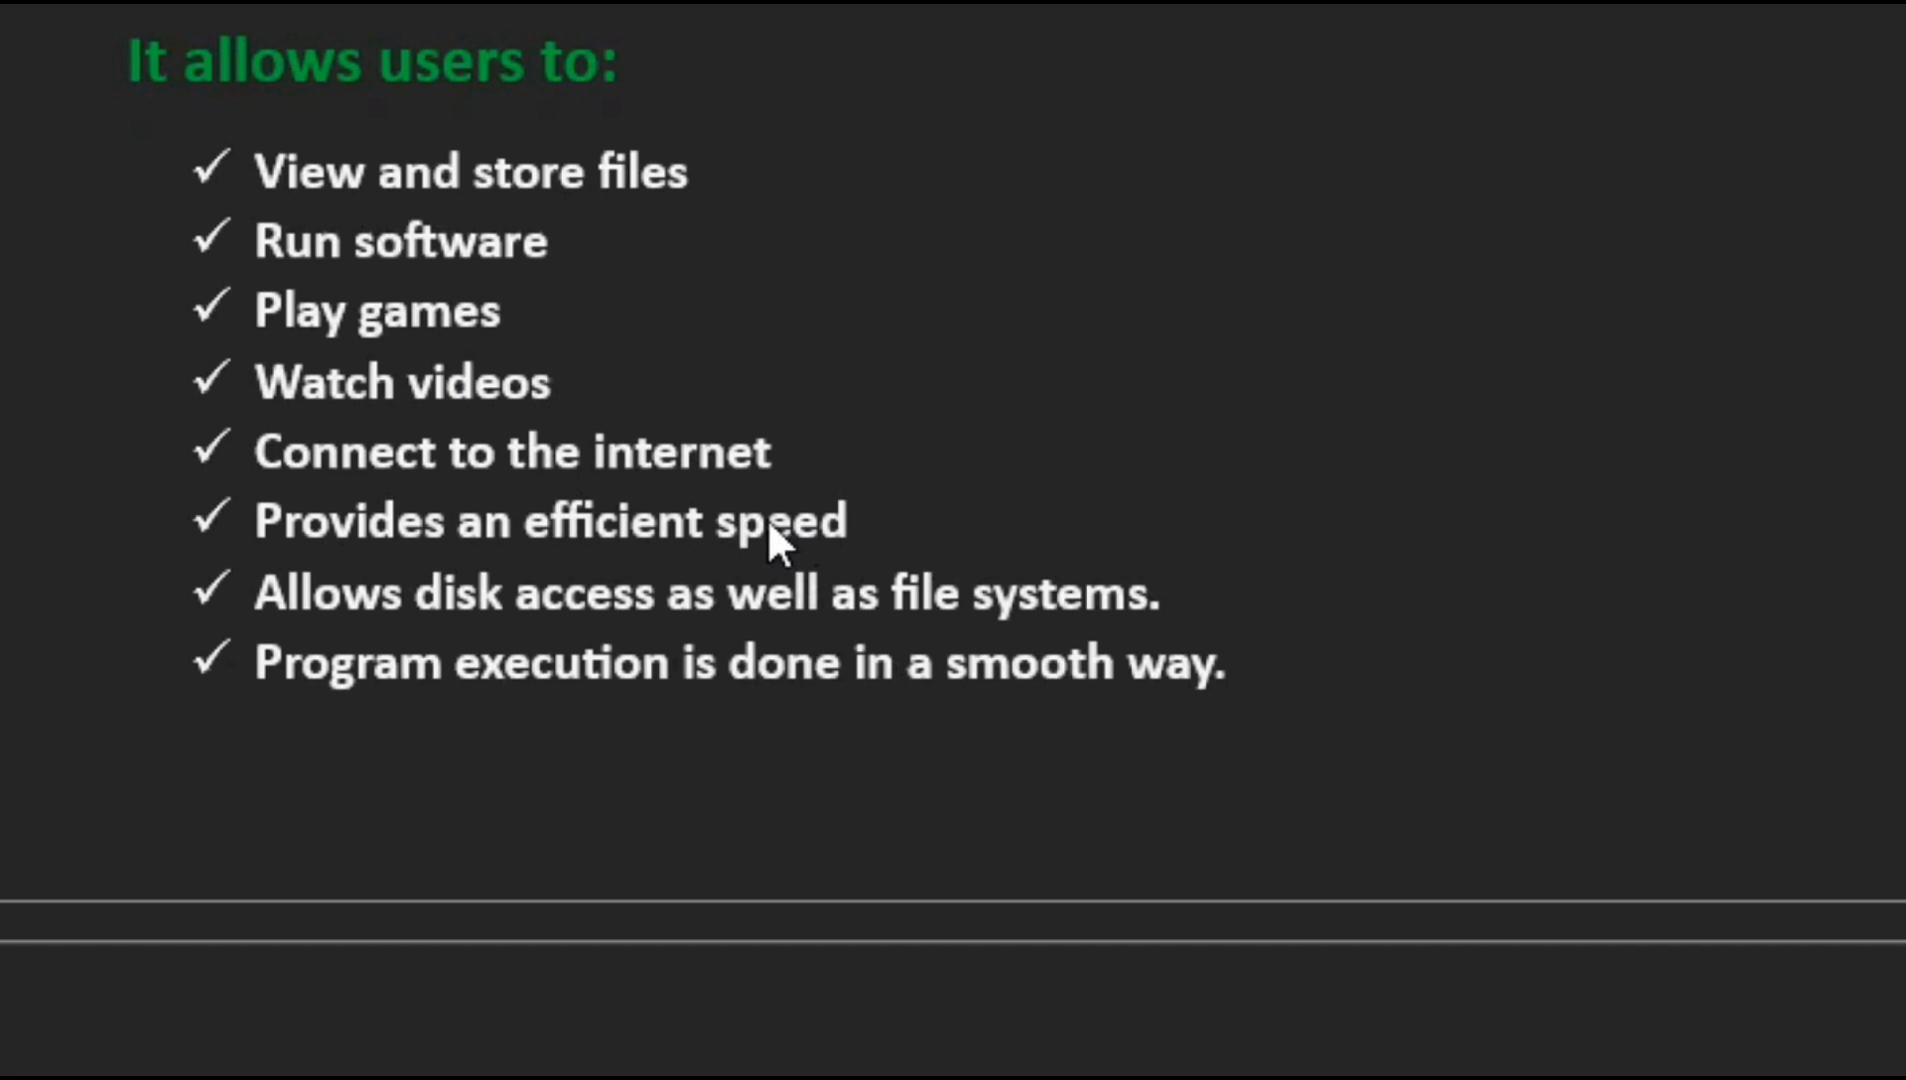 It allows users to:
✓ View and store files
✓ Run software
✓ Play games
✓ Watch videos
✓ Connect to the internet
✓ Provides an efficient speed
✓ Allows disk access as well as file systems.
✓ Program execution is done in a smooth way.